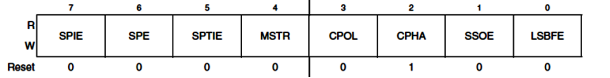 7 6 5 4 3 2 1 0
R
W
SPIE SPE SPTIE MSTR CPOL CPHA SSOE LSBFE
Reset 0 0 0 0 0 1 0 0